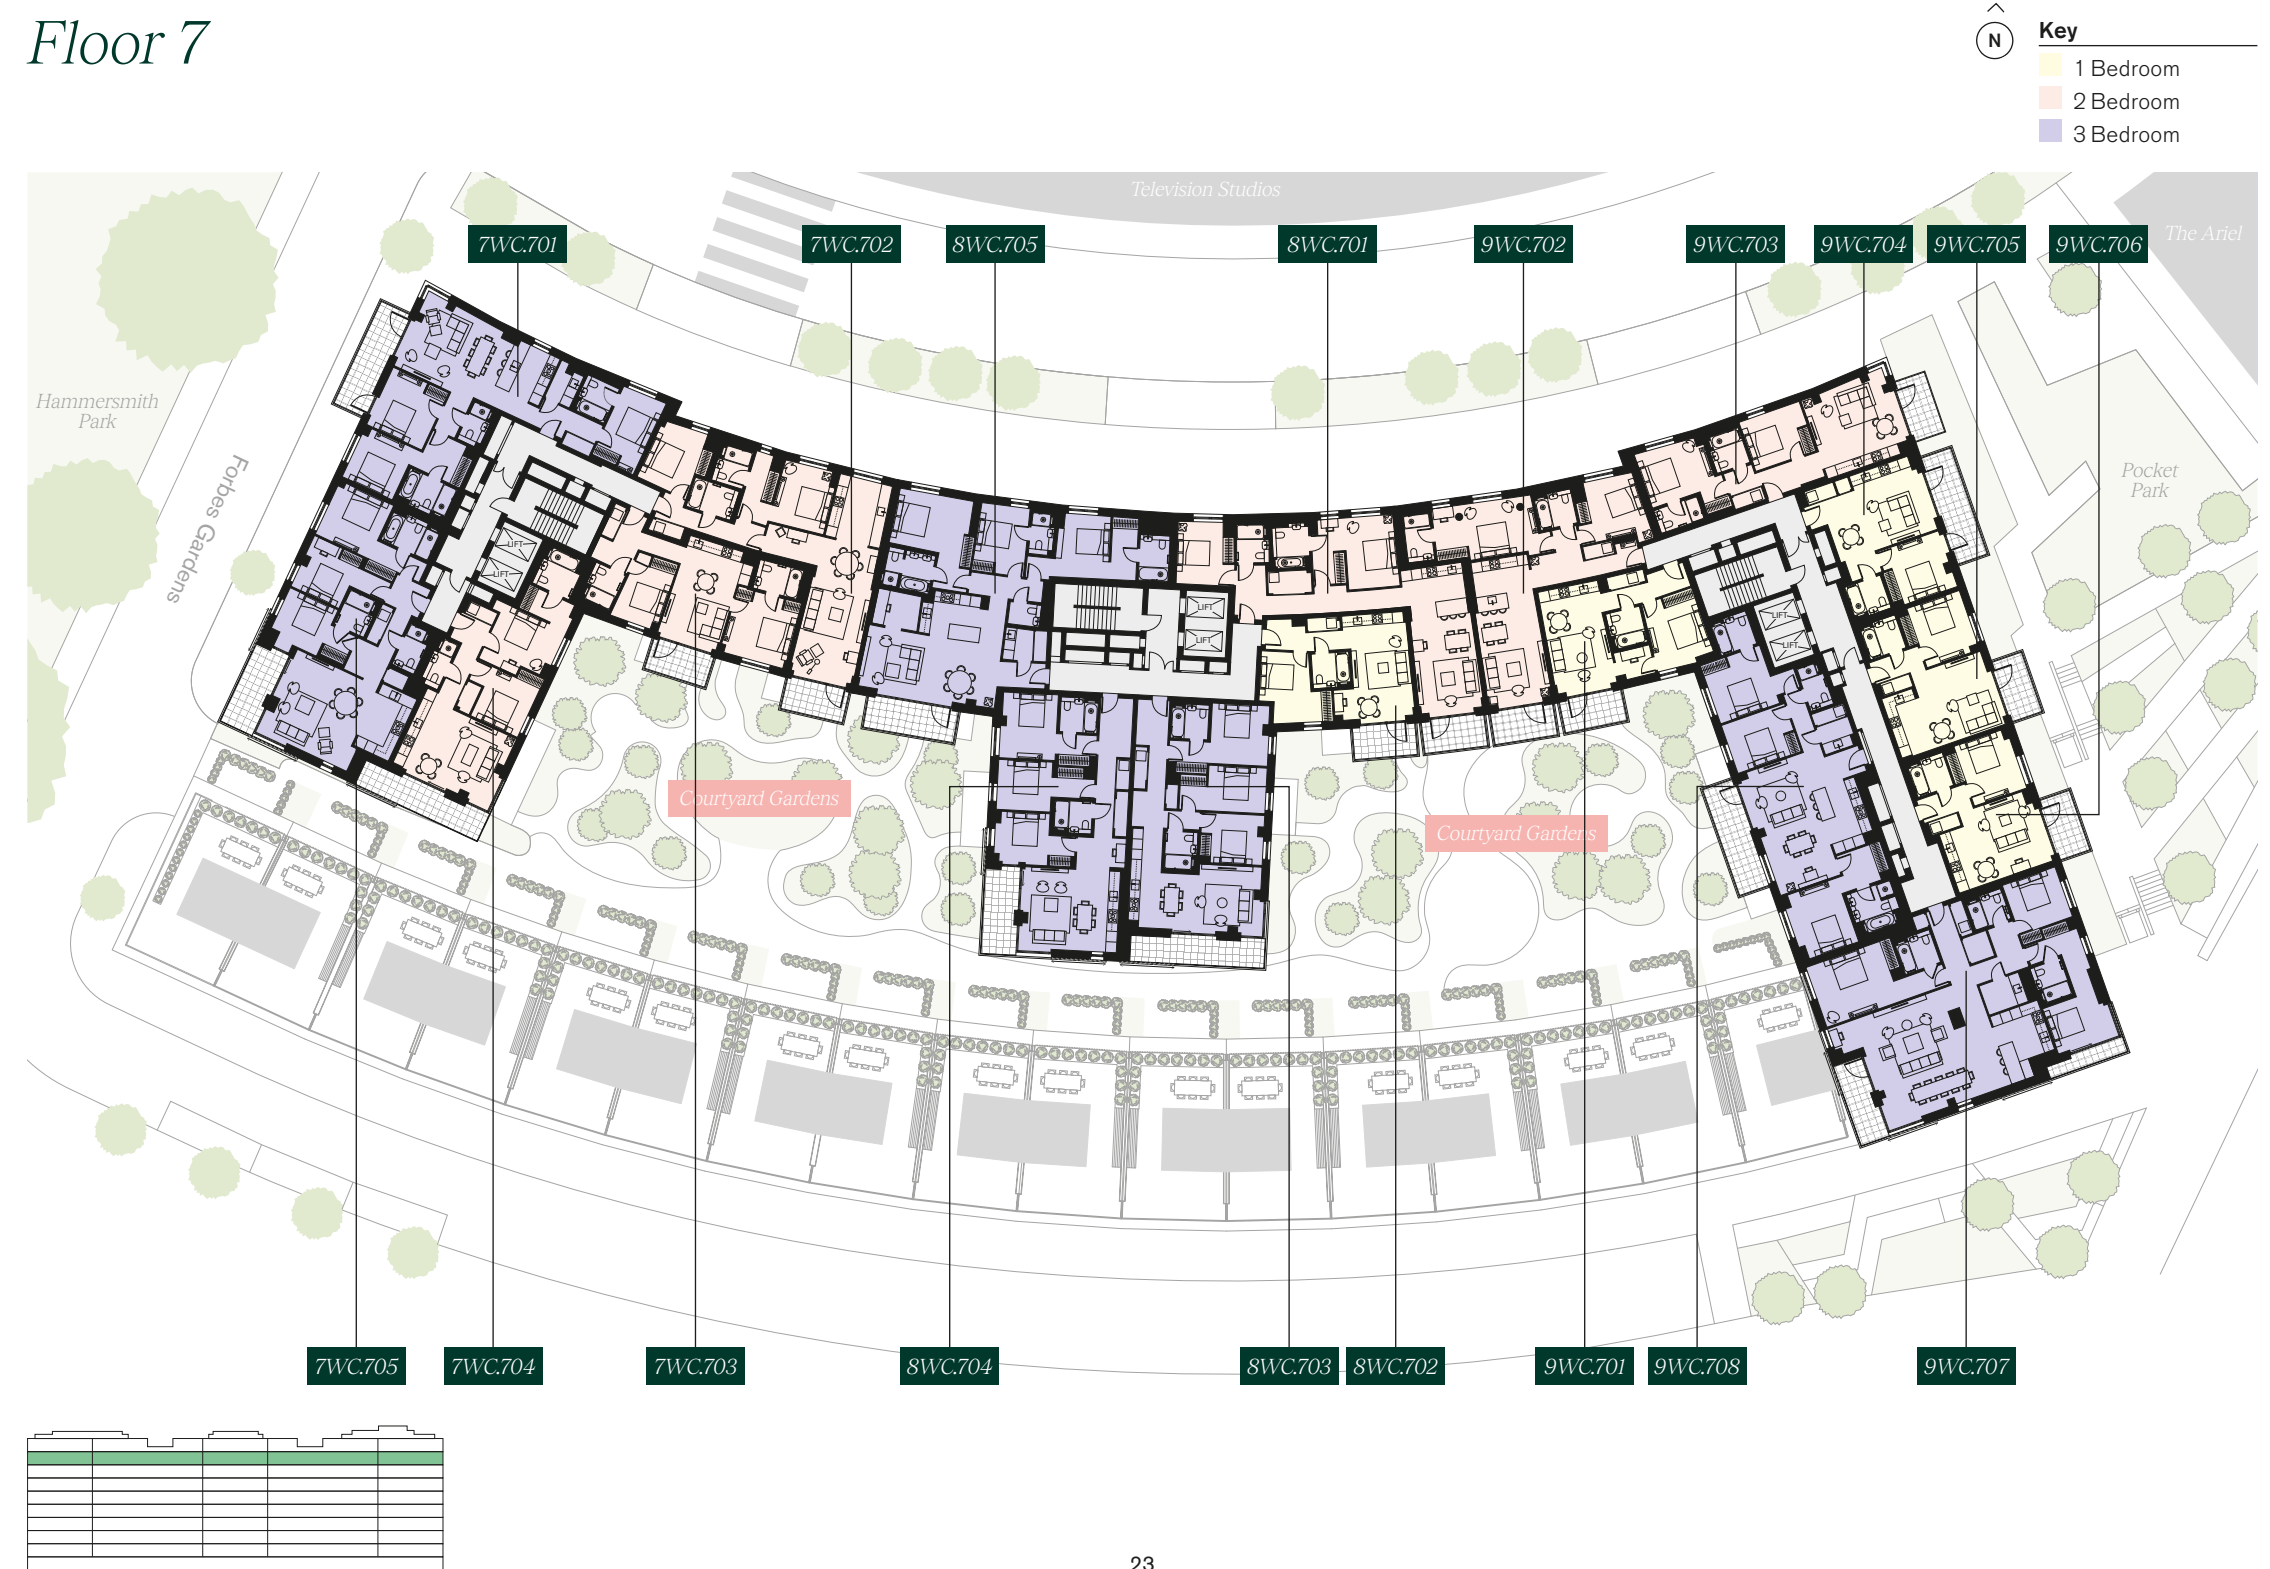 Floor 7
N
Key
1 Bedroom
2 Bedroom
3 Bedroom
Television Studios
The Ariel
7WC.701
7WC.702
8WC.705
8WC.701
9WC.702
9WC.703
9WC.704
9WC.705
9WC.706
Hammersmith
Park
Forbes Gardens
Pocket
Park
LIFT
LIFT
LIFT
LIFT
LIFT
LIFT
Courtyard Gardens
Courtyard Gardens
7WC.705
7WC.704
7WC.703
8WC.704
8WC.703
8WC.702
9WC.701
9WC.708
9WC.707
23